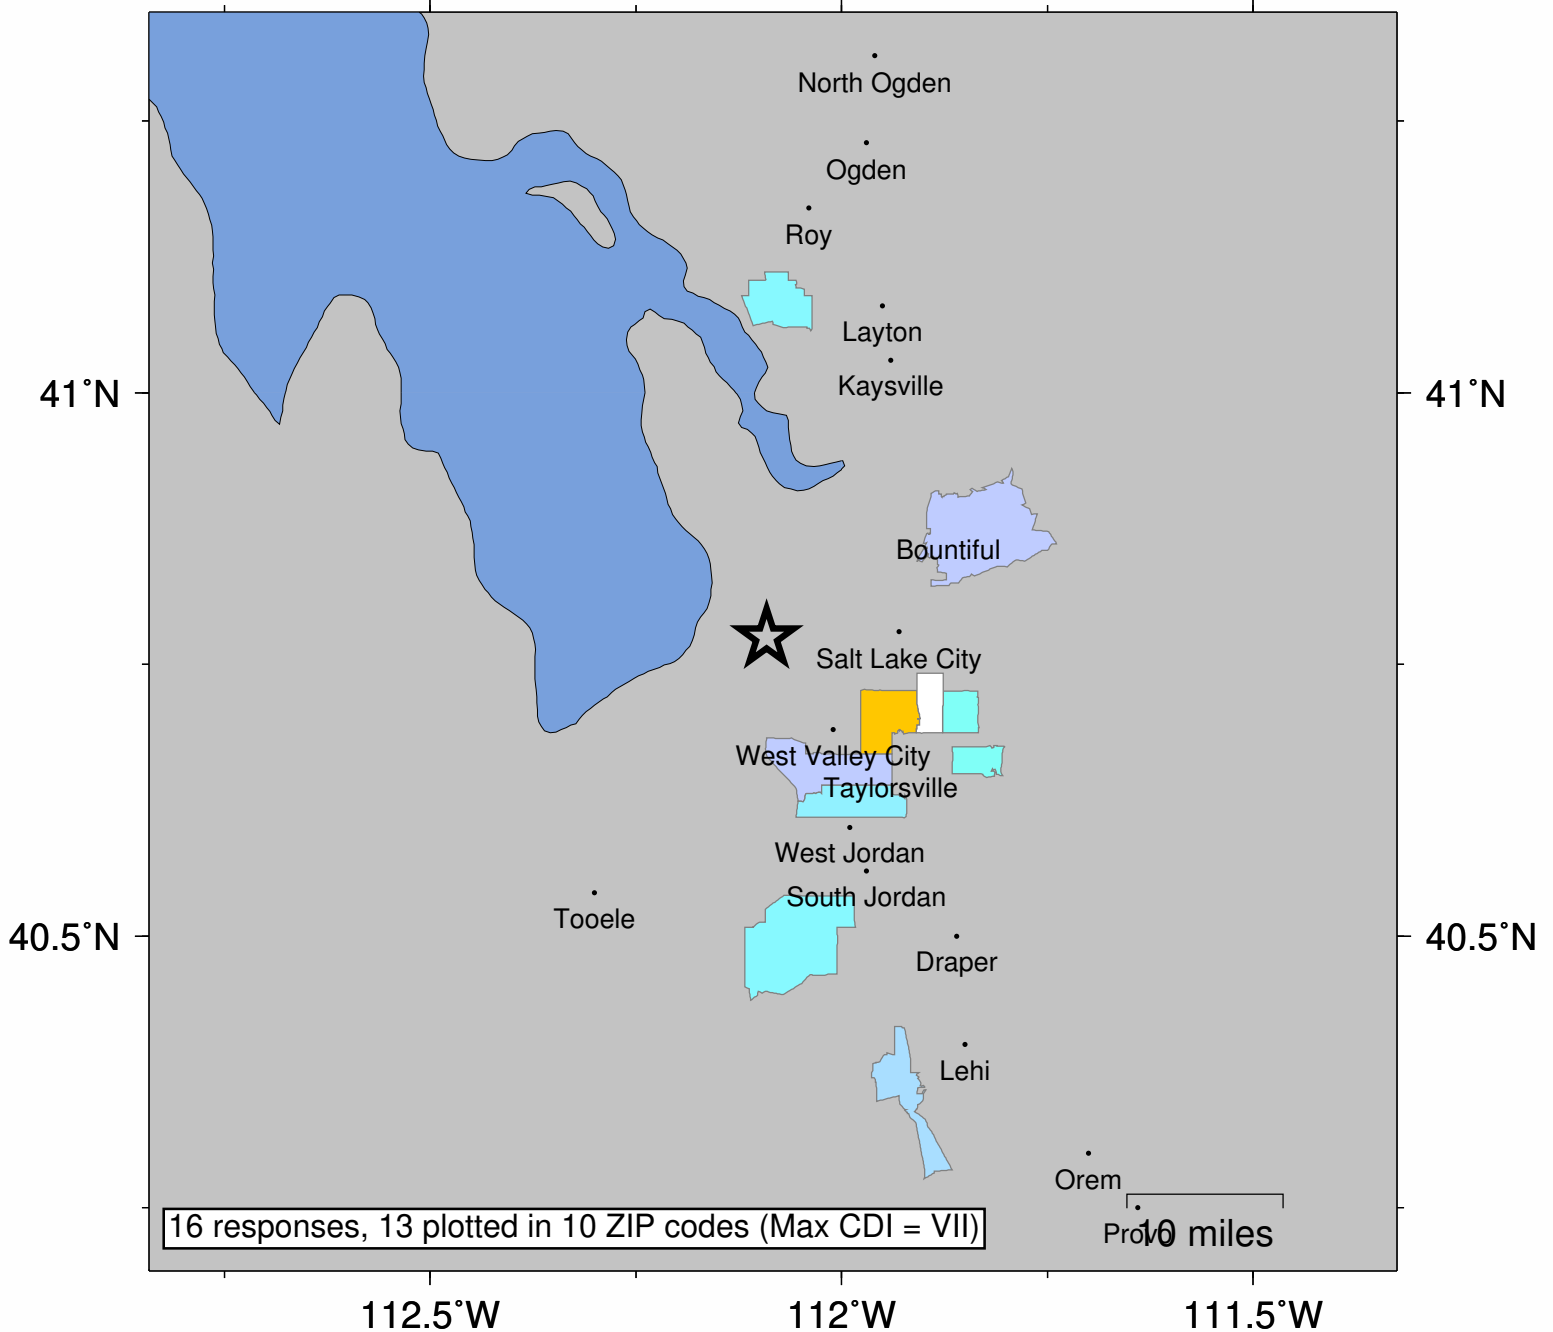 North Ogden
Ogden
Roy
Layton
Kaysville
41˚N
41˚N
Bountiful
Salt Lake City
West Valley City
Taylorsville
West Jordan
South Jordan
Tooele
40.5˚N
40.5˚N
Draper
Lehi
Orem
16 responses, 13 plotted in 10 ZIP codes (Max CDI = VII)
Provo
10 miles
112.5˚W
112˚W
111.5˚W